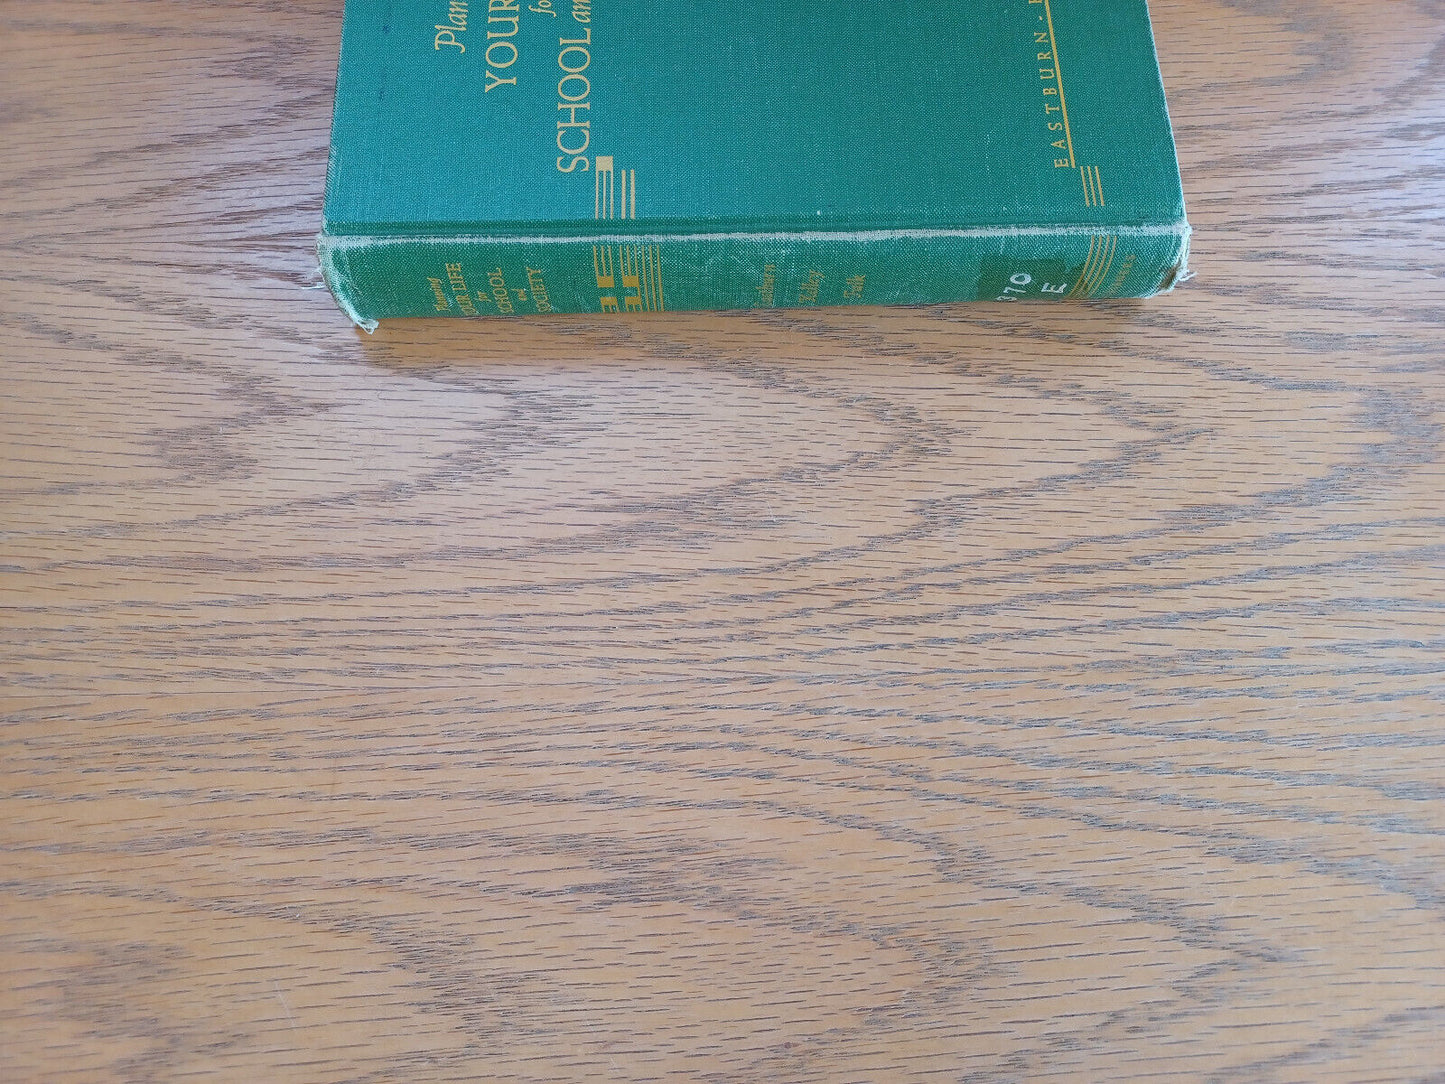 Plan
YOUR
fo
SCHOOL an
EASTBURN
Planning
YOUR LIFE
for
SCHOOL
and
SOCIETY
Eastburn
Kelley
Falk
370
E